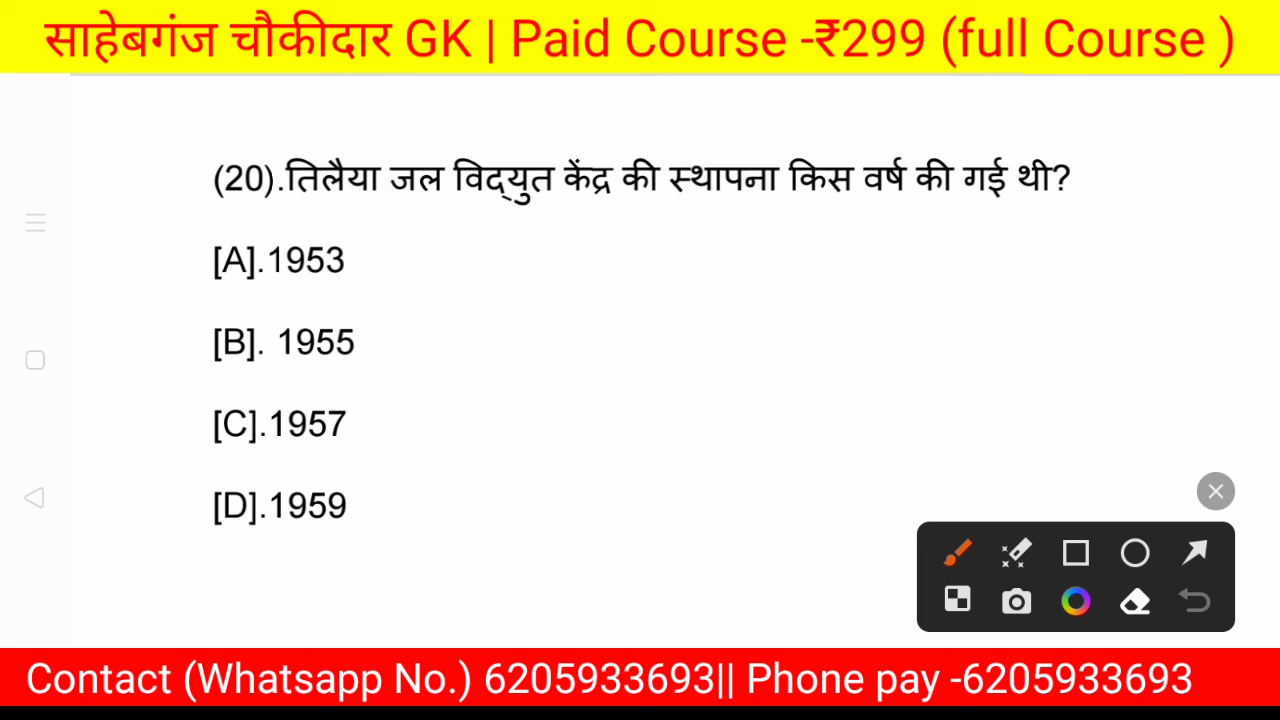 साहेबगंज चौकीदार GK | Paid Course -₹299 (full Course )
(20).तिलैया जल विद्युत केंद्र की स्थापना किस वर्ष की गई थी?
[A].1953
[B]. 1955
[C].1957
[D].1959
Contact (Whatsapp No.) 6205933693|| Phone pay -6205933693